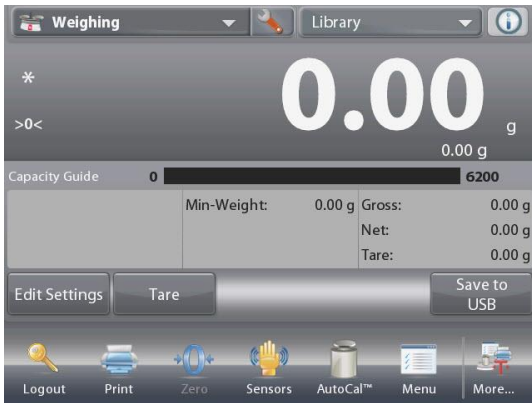 Weighing
Library
*
>0<
0.00 g
0.00 g
Capacity Guide 0 6200
Min-Weight: 0.00 g Gross: 0.00 g
Net: 0.00 g
Tare: 0.00 g
Edit Settings Tare Save to
USB
Logout Print Zero Sensors AutoCal™ Menu More...